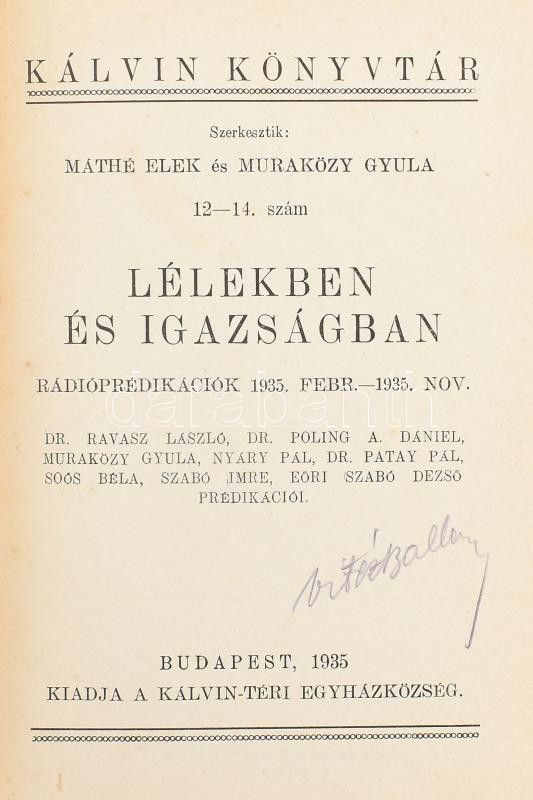 KÁLVIN KÖNYVTÁR
Szerkesztik:
MÁTHÉ ELEK és MURAKÖZY GYULA
12—14. szám
LÉLEKBEN
ÉS IGAZSÁGBAN
RÁDIÓPRÉDIKÁCIÓK 1935. FEBR.—1935. NOV.
darabanth
DR. RAVASZ LÁSZLÓ, DR. POLING A. DÁNIEL,
MURAKÖZY GYULA, NYÁRY PÁL, DR. PATAY PÁL,
SOÓS BÉLA, SZABÓ IMRE, EŐRI SZABÓ DEZSŐ
PRÉDIKÁCIÓI.
BUDAPEST, 1935
KIADJA A KÁLVIN-TÉRI EGYHÁZKÖZSÉG.